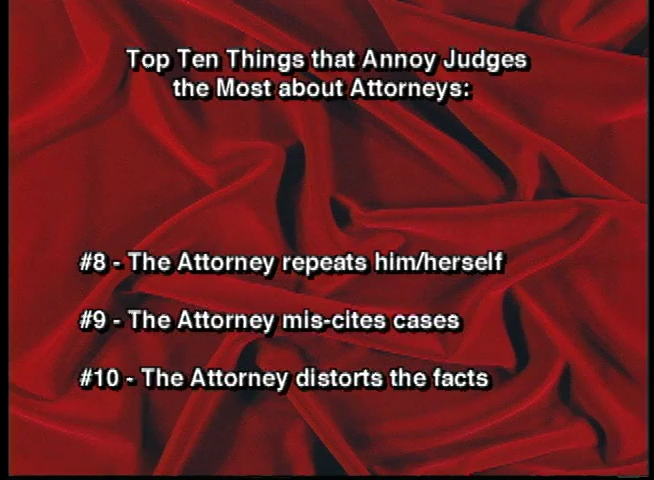 Top Ten Things that Annoy Judges
the Most about Attorneys:
#8 - The Attorney repeats him/herself
#9 - The Attorney mis-cites cases
#10 - The Attorney distorts the facts